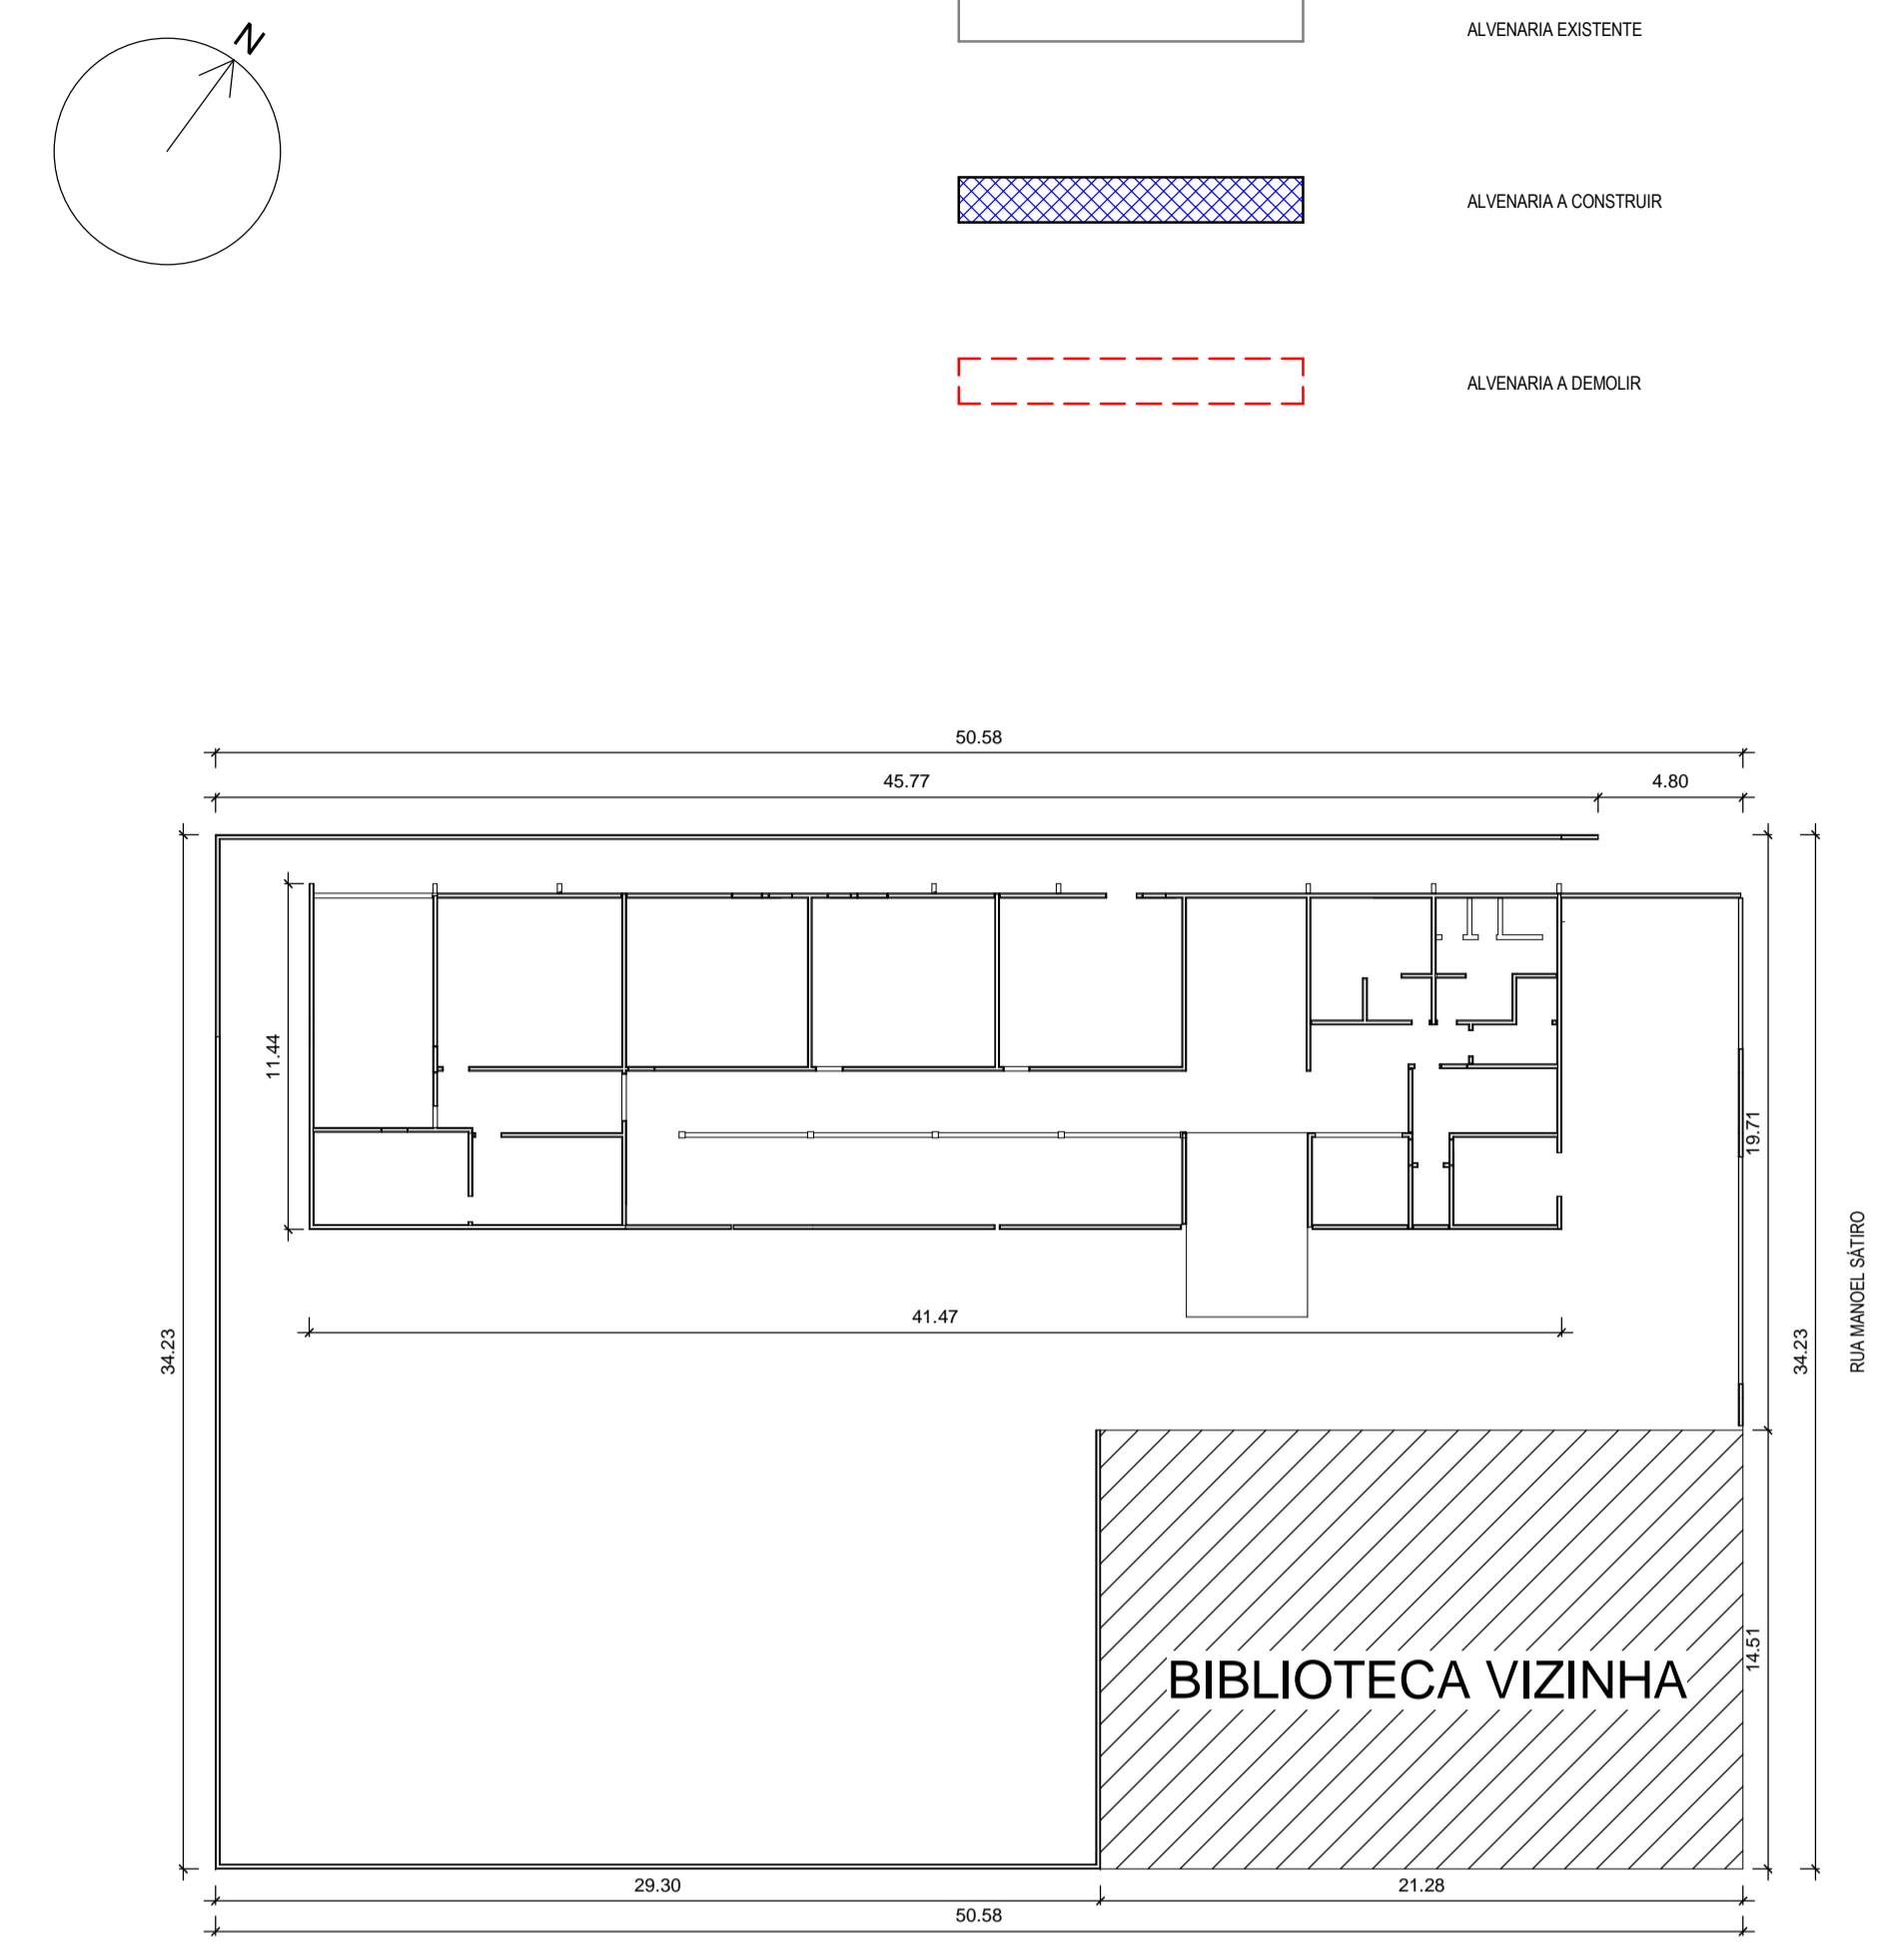 N
ALVENARIA EXISTENTE
ALVENARIA A CONSTRUIR
ALVENARIA A DEMOLIR
50.58
45.77
4.80
11.44
19.71
34.23
41.47
34.23
RUA MANOEL SÁTIRO
BIBLIOTECA VIZINHA
14.51
29.30
21.28
50.58